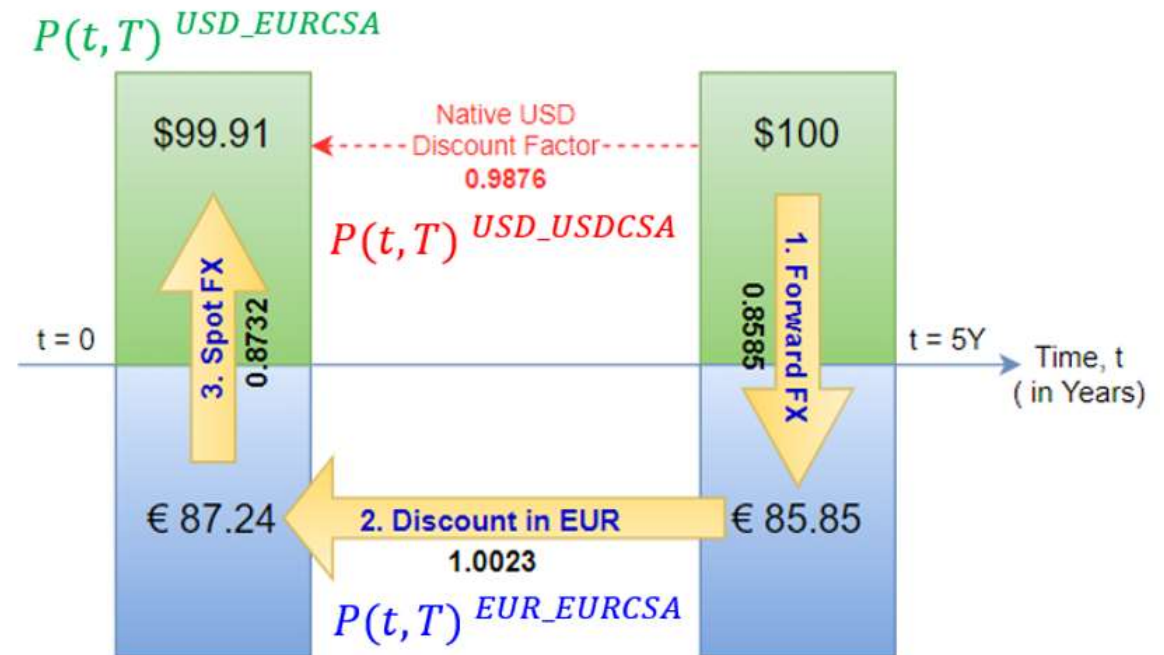 P(t,T) USD_EURCSA
$99.91
Native USD
Discount Factor
0.9876
$100
P(t,T) USD_USDCSA
3. Spot FX
0.8732
1. Forward FX
0.8585
t = 0
t = 5Y
Time, t
( in Years)
€ 87.24
2. Discount in EUR
1.0023
€ 85.85
P(t,T) EUR_EURCSA